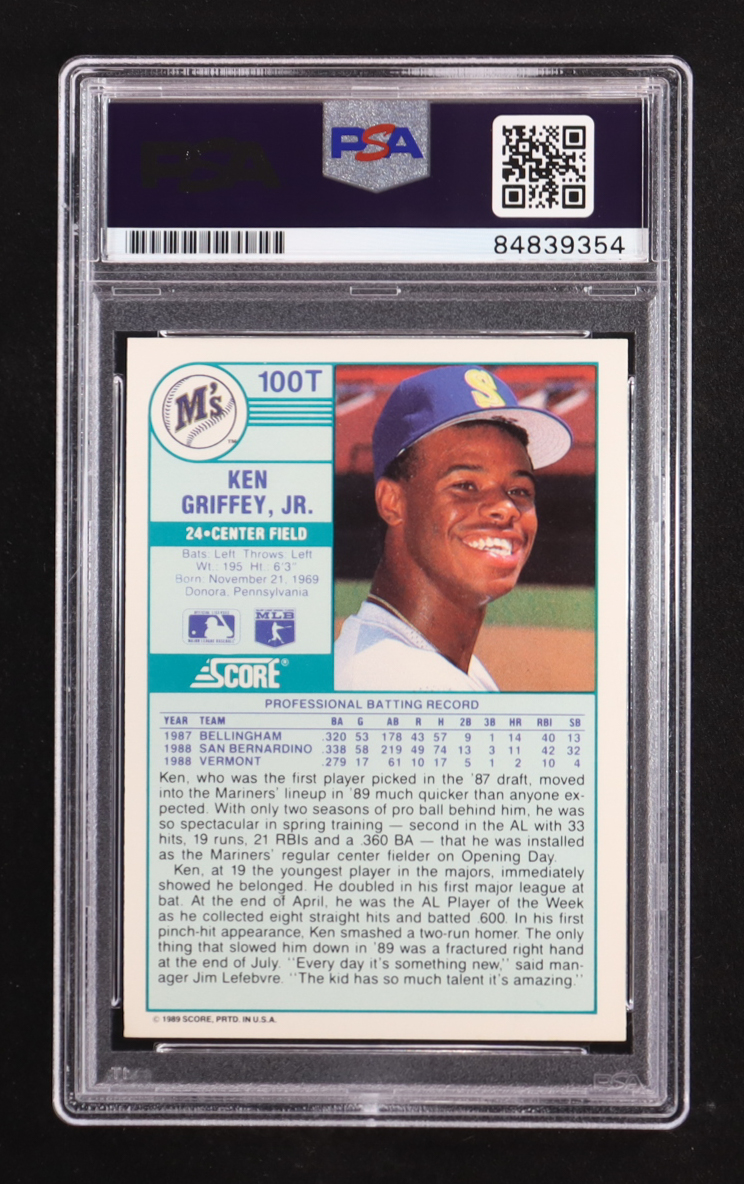 PSA
PSA
84839354
M's
TM
100T
S
KEN
GRIFFEY, JR.
24•CENTER FIELD
Bats: Left Throws: Left
Wt.: 195 Ht.: 6'3"
Born: November 21, 1969
Donora, Pennsylvania
MLB
SCORE®
PROFESSIONAL BATTING RECORD
YEAR TEAM BA G AB R H 2B 3B HR RBI SB
1987 BELLINGHAM .320 53 178 43 57 9 1 14 40 13
1988 SAN BERNARDINO .338 58 219 49 74 13 3 11 42 32
1988 VERMONT .279 17 61 10 17 5 1 2 10 4
Ken, who was the first player picked in the '87 draft, moved
into the Mariners' lineup in '89 much quicker than anyone ex-
pected. With only two seasons of pro ball behind him, he was
so spectacular in spring training — second in the AL with 33
hits, 19 runs, 21 RBIs and a .360 BA — that he was installed
as the Mariners' regular center fielder on Opening Day.
Ken, at 19 the youngest player in the majors, immediately
showed he belonged. He doubled in his first major league at
bat. At the end of April, he was the AL Player of the Week
as he collected eight straight hits and batted .600. In his first
pinch-hit appearance, Ken smashed a two-run homer. The only
thing that slowed him down in '89 was a fractured right hand
at the end of July. "Every day it's something new," said man-
ager Jim Lefebvre. "The kid has so much talent it's amazing."
© 1989 SCORE, PRTD. IN U.S.A.
PSA